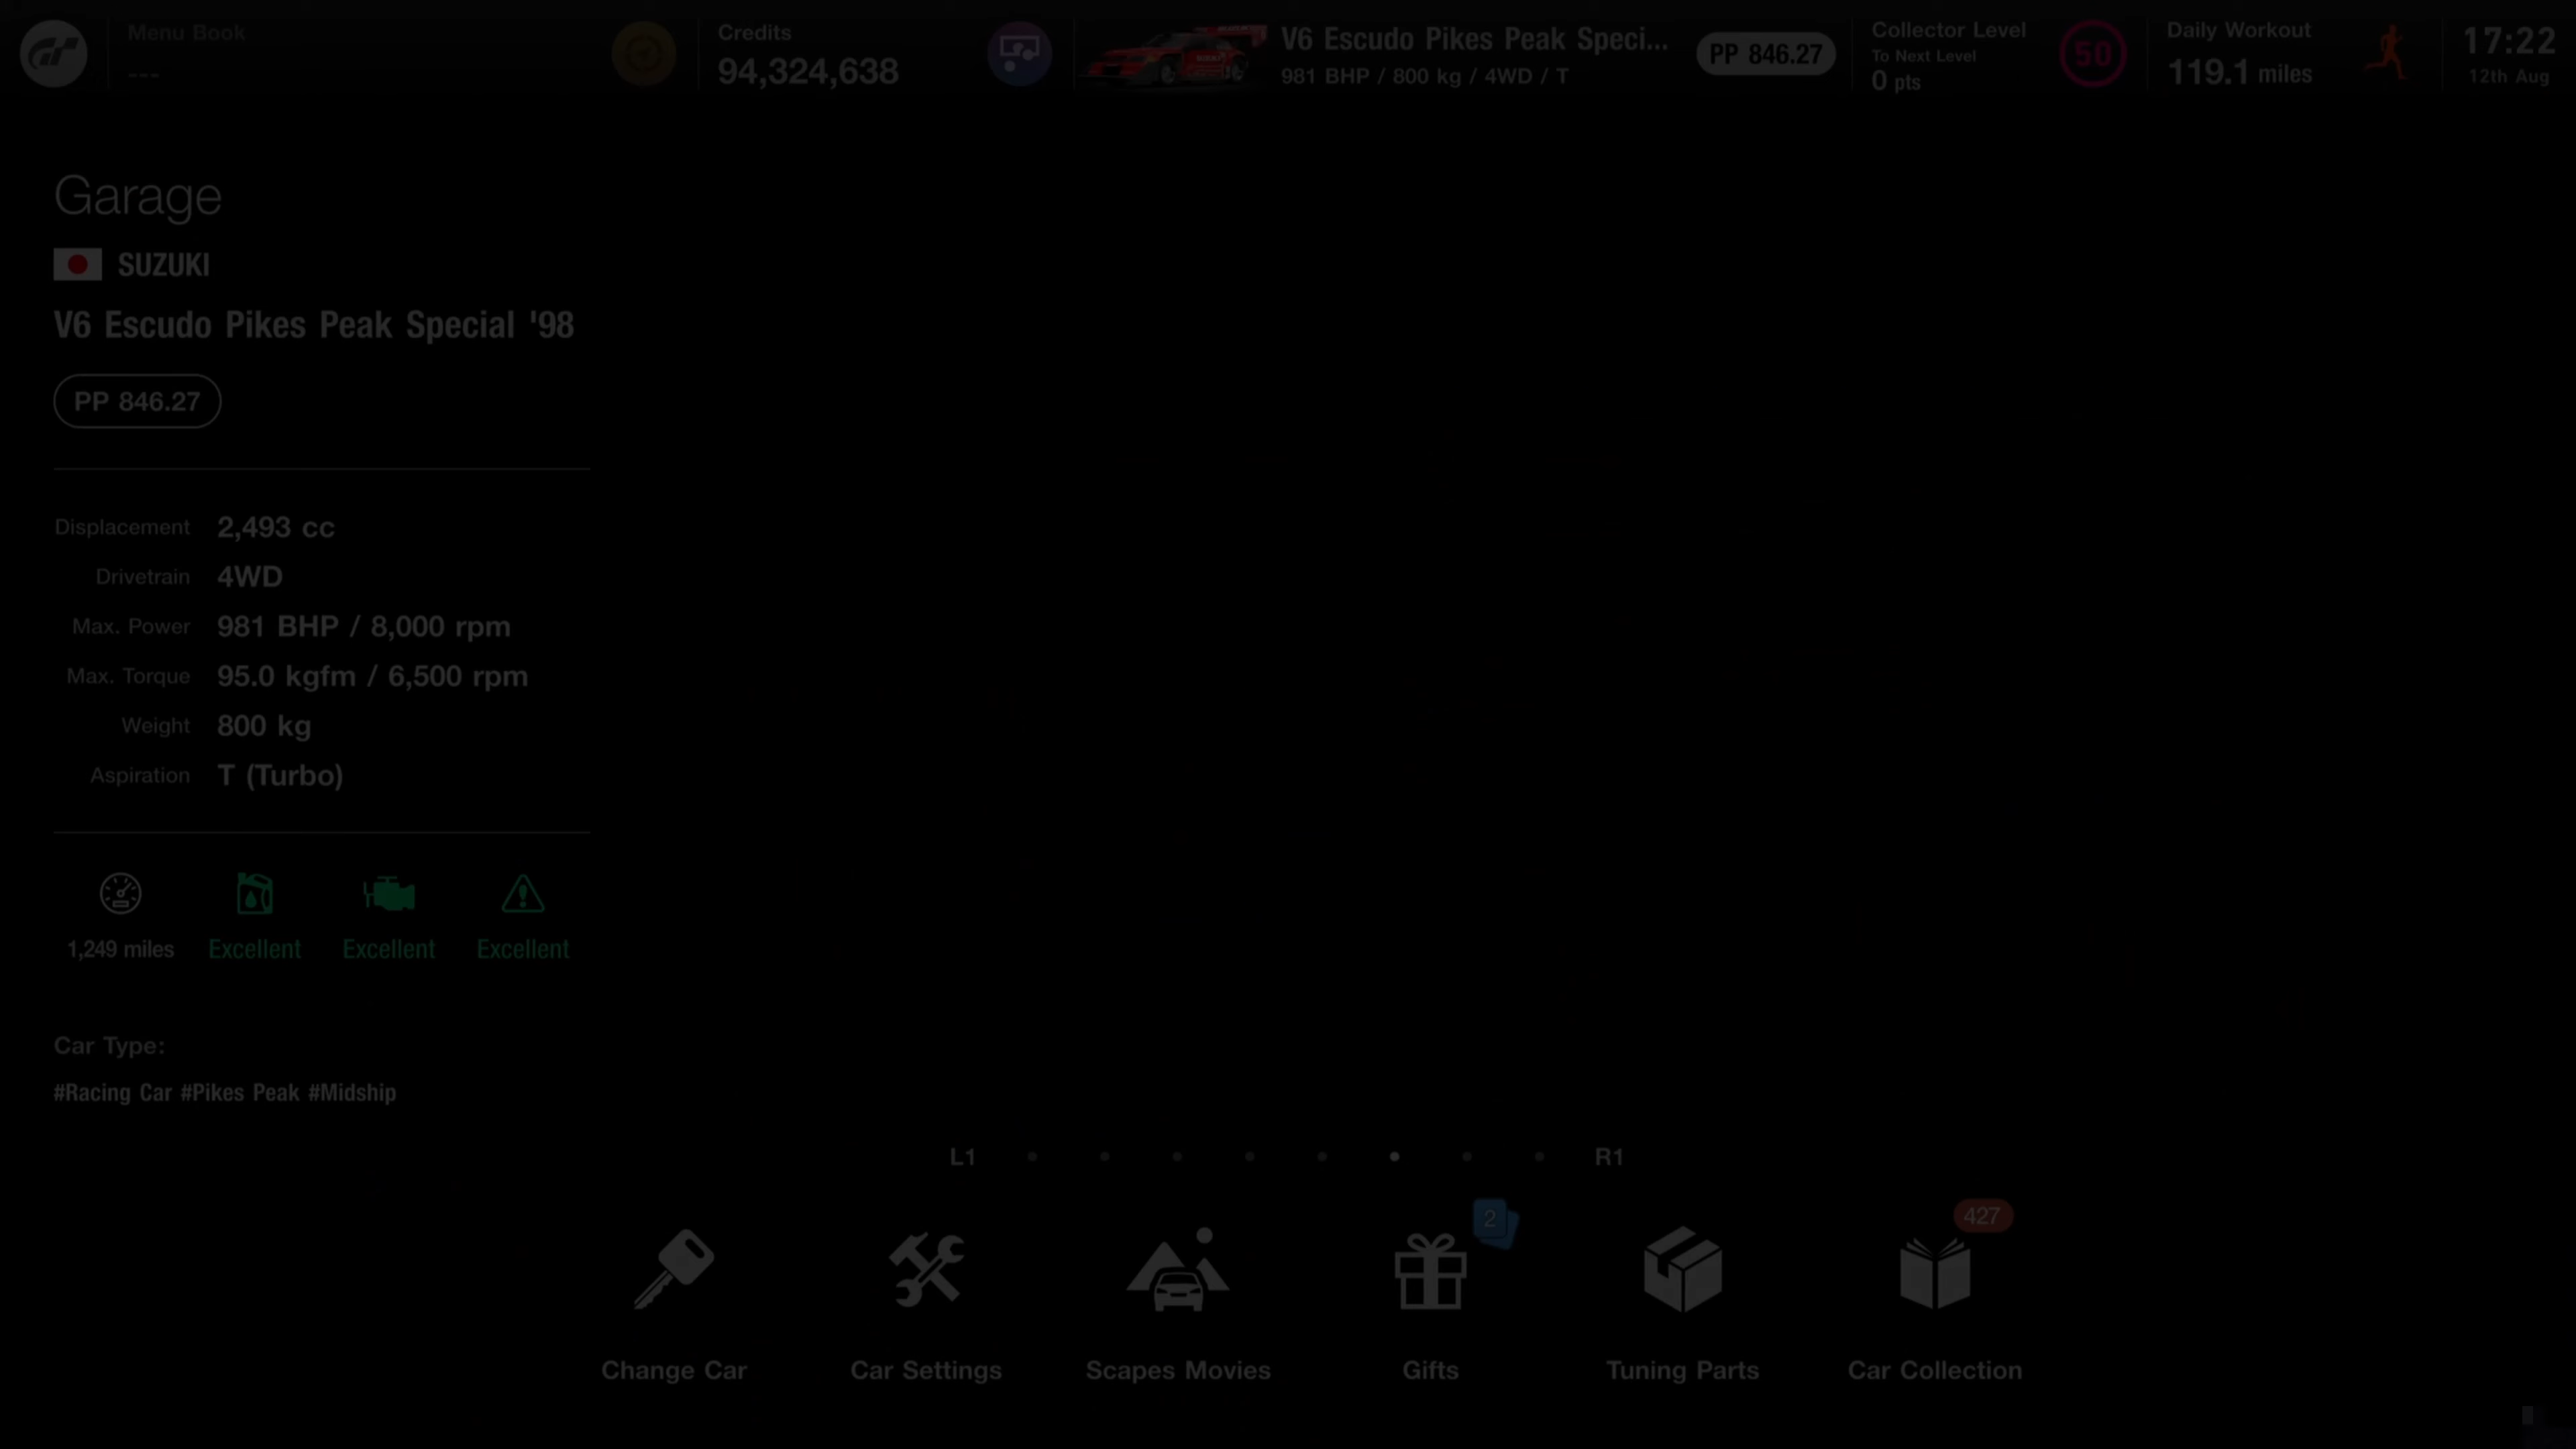 Menu Book
---
Credits
94,324,638
V6 Escudo Pikes Peak Speci...
981 BHP / 800 kg / 4WD / T
PP 846.27
Collector Level
To Next Level
0 pts
50
Daily Workout
119.1 miles
17:22
12th Aug
Garage
SUZUKI
V6 Escudo Pikes Peak Special '98
PP 846.27
Displacement 2,493 cc
Drivetrain 4WD
Max. Power 981 BHP / 8,000 rpm
Max. Torque 95.0 kgfm / 6,500 rpm
Weight 800 kg
Aspiration T (Turbo)
1,249 miles Excellent Excellent Excellent
Car Type:
#Racing Car #Pikes Peak #Midship
L1 R1
2
427
Change Car Car Settings Scapes Movies Gifts Tuning Parts Car Collection